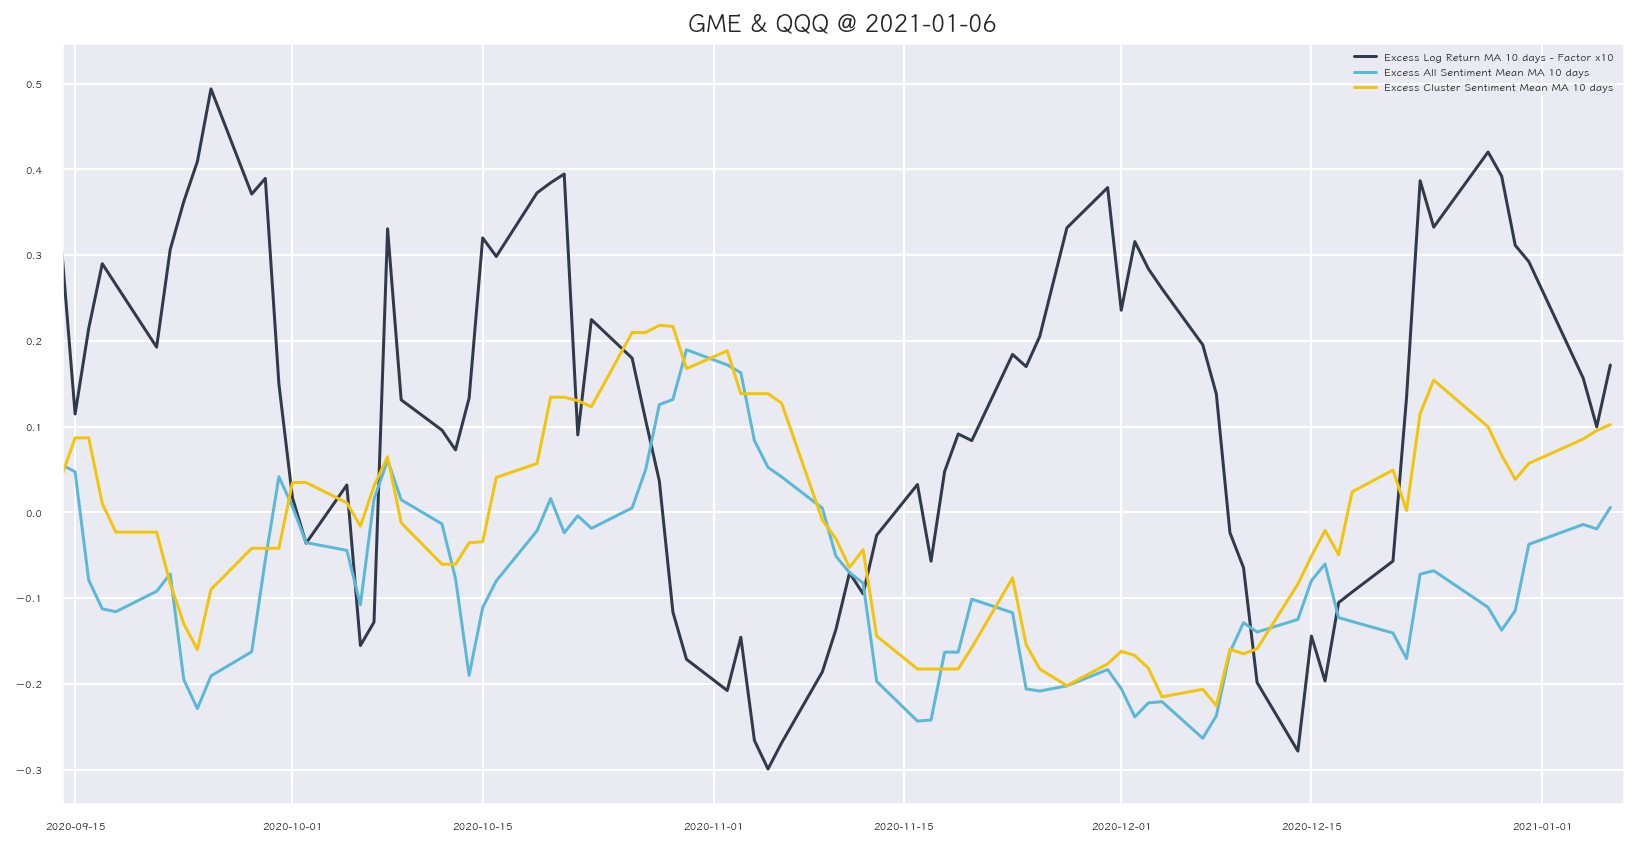 GME & QQQ @ 2021-01-06
Excess Log Return MA 10 days - Factor x10
Excess All Sentiment Mean MA 10 days
Excess Cluster Sentiment Mean MA 10 days
0.5
0.4
0.3
0.2
0.1
0.0
−0.1
−0.2
−0.3
2020-09-15 2020-10-01 2020-10-15 2020-11-01 2020-11-15 2020-12-01 2020-12-15 2021-01-01